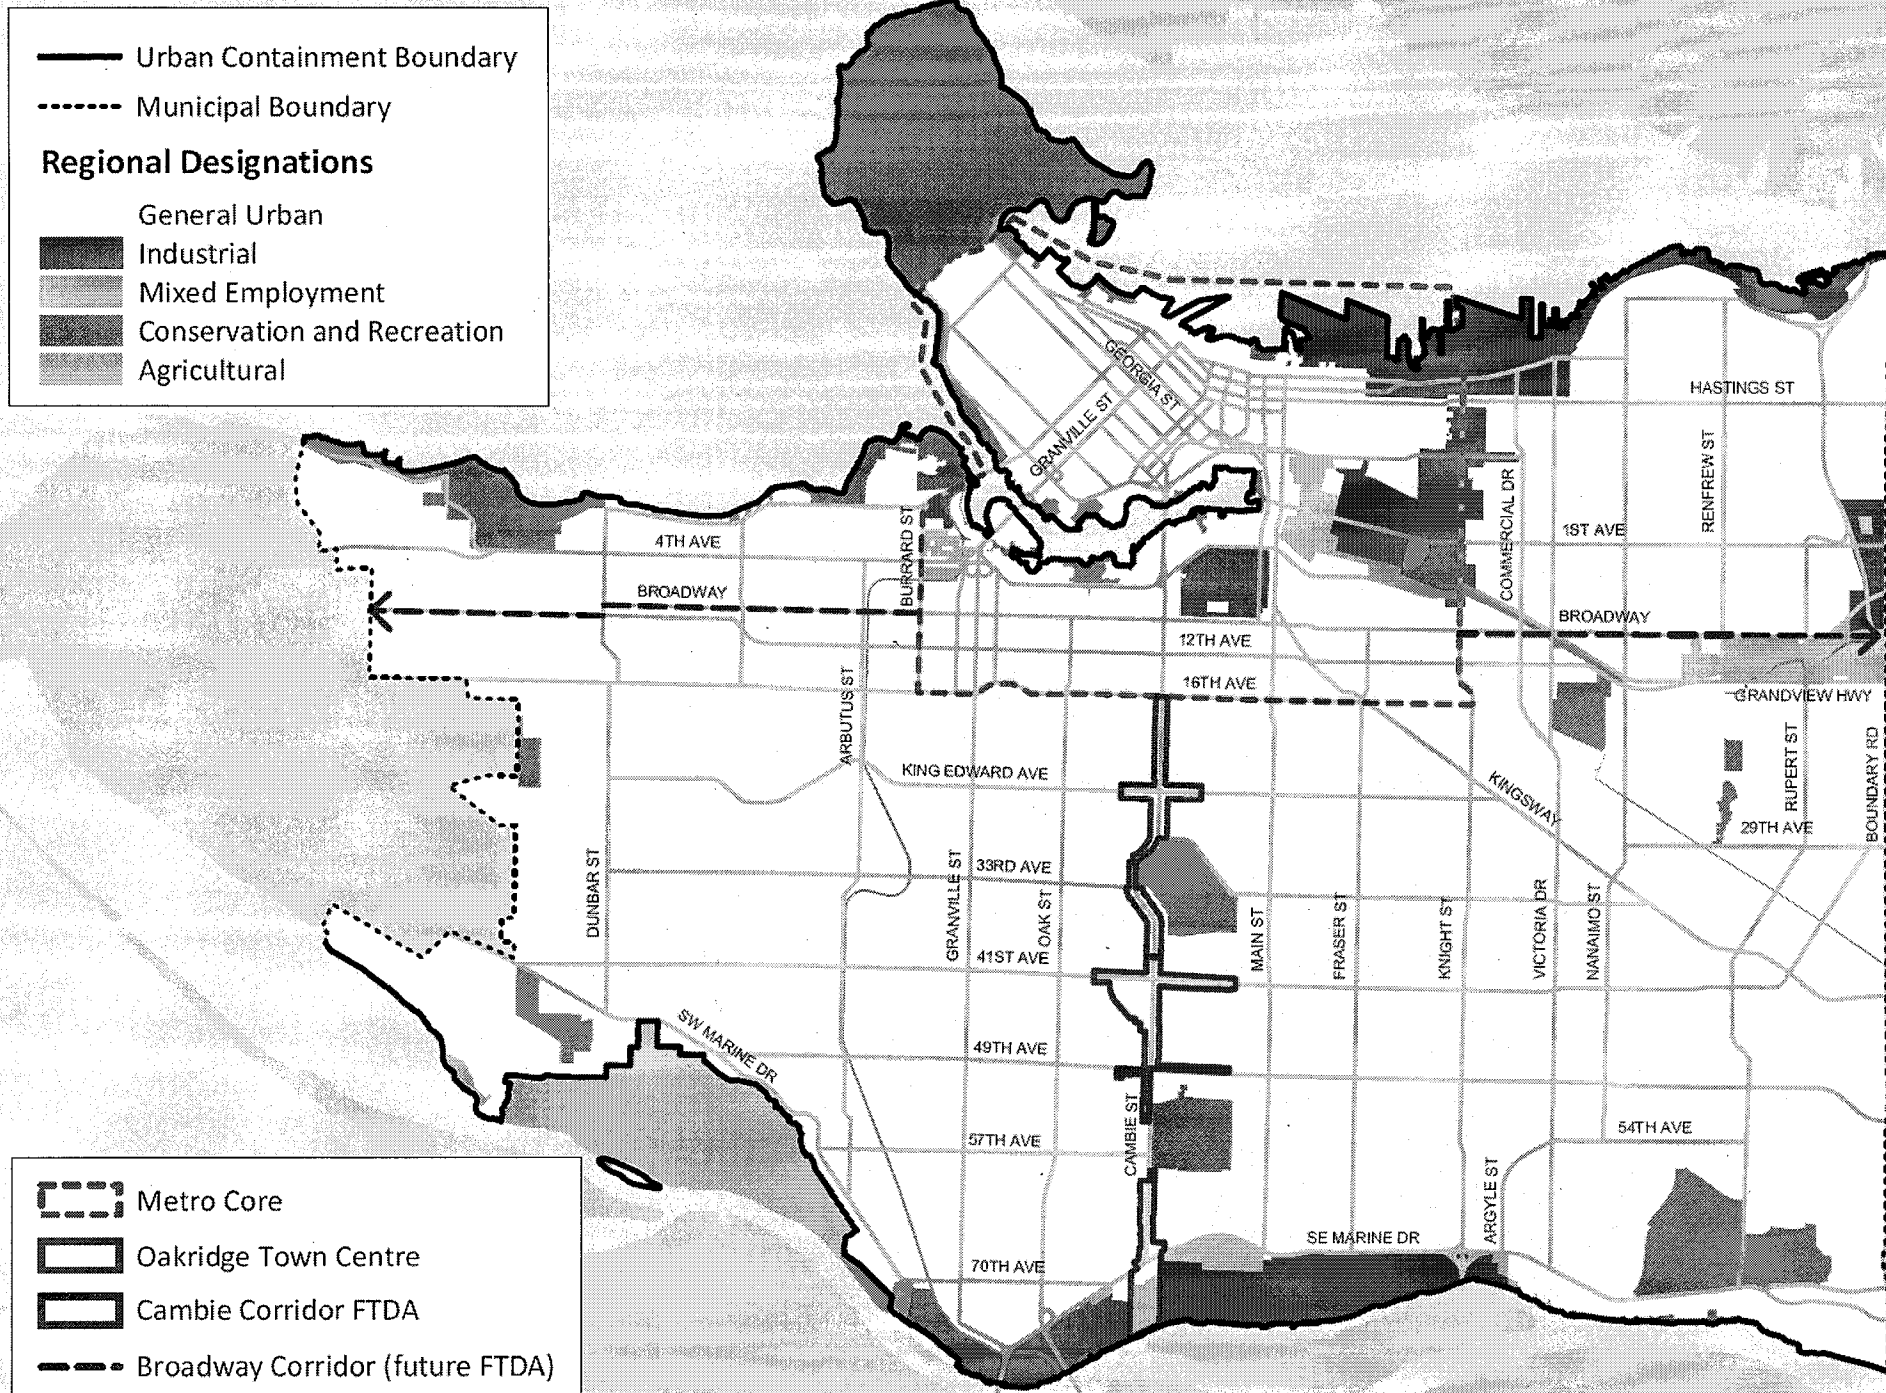 Urban Containment Boundary
Municipal Boundary
Regional Designations
General Urban
Industrial
Mixed Employment
Conservation and Recreation
Agricultural
GEORGIA ST
GRANVILLE ST
HASTINGS ST
RENFREW ST
COMMERCIAL DR
1ST AVE
BURRARD ST
4TH AVE
BROADWAY
BROADWAY
12TH AVE
16TH AVE
GRANDVIEW HWY
ARBUTUS ST
RUPERT ST
BOUNDARY RD
KING EDWARD AVE
KINGSWAY
29TH AVE
DUNBAR ST
GRANVILLE ST
33RD AVE
OAK ST
MAIN ST
FRASER ST
KNIGHT ST
VICTORIA DR
NANAIMO ST
41ST AVE
SW MARINE DR
49TH AVE
CAMBIE ST
57TH AVE
54TH AVE
ARGYLE ST
SE MARINE DR
70TH AVE
Metro Core
Oakridge Town Centre
Cambie Corridor FTDA
Broadway Corridor (future FTDA)